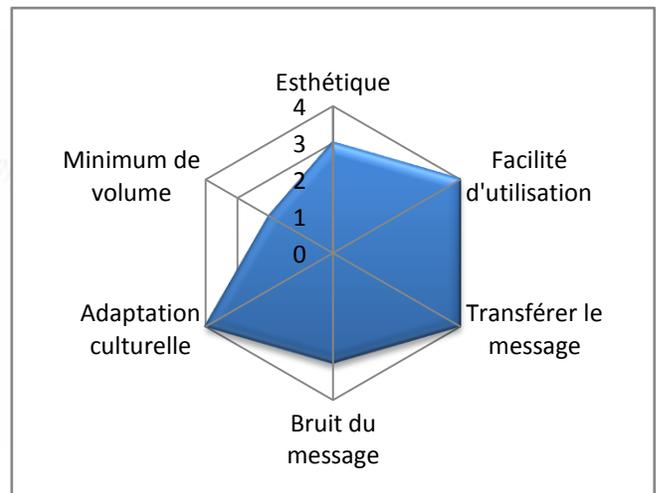 Esthétique
4
3
2
1
0
Facilité
d'utilisation
Transférer le
message
Bruit du
message
Adaptation
culturelle
Minimum de
volume